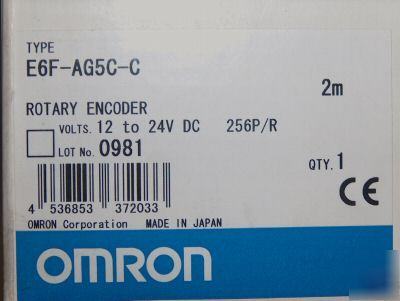 TYPE
E6F-AG5C-C
2m
ROTARY ENCODER
VOLTS. 12 to 24V DC 256P/R
LOT No. 0981
QTY. 1
4 536853 372033
CE
OMRON Corporation MADE IN JAPAN
OMRON